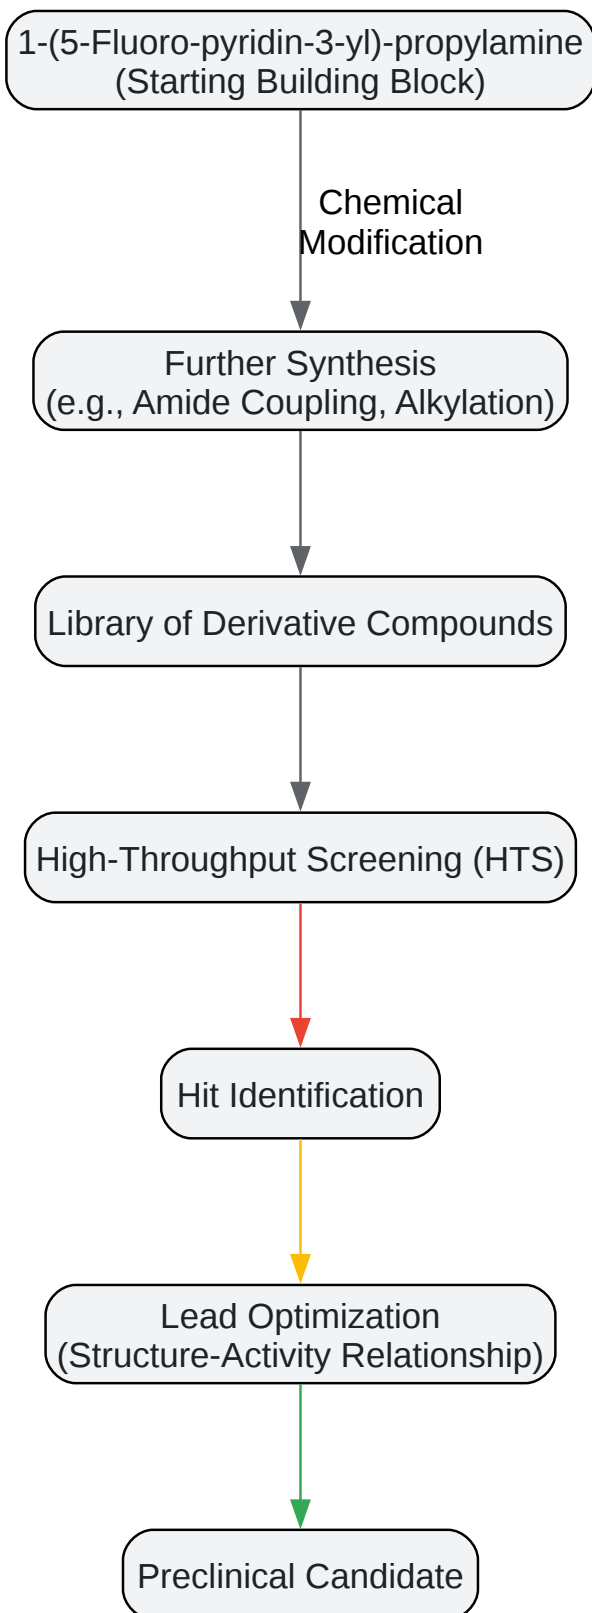 1-(5-Fluoro-pyridin-3-yl)-propylamine
(Starting Building Block)
Chemical
Modification
Further Synthesis
(e.g., Amide Coupling, Alkylation)
Library of Derivative Compounds
High-Throughput Screening (HTS)
Hit Identification
Lead Optimization
(Structure-Activity Relationship)
Preclinical Candidate